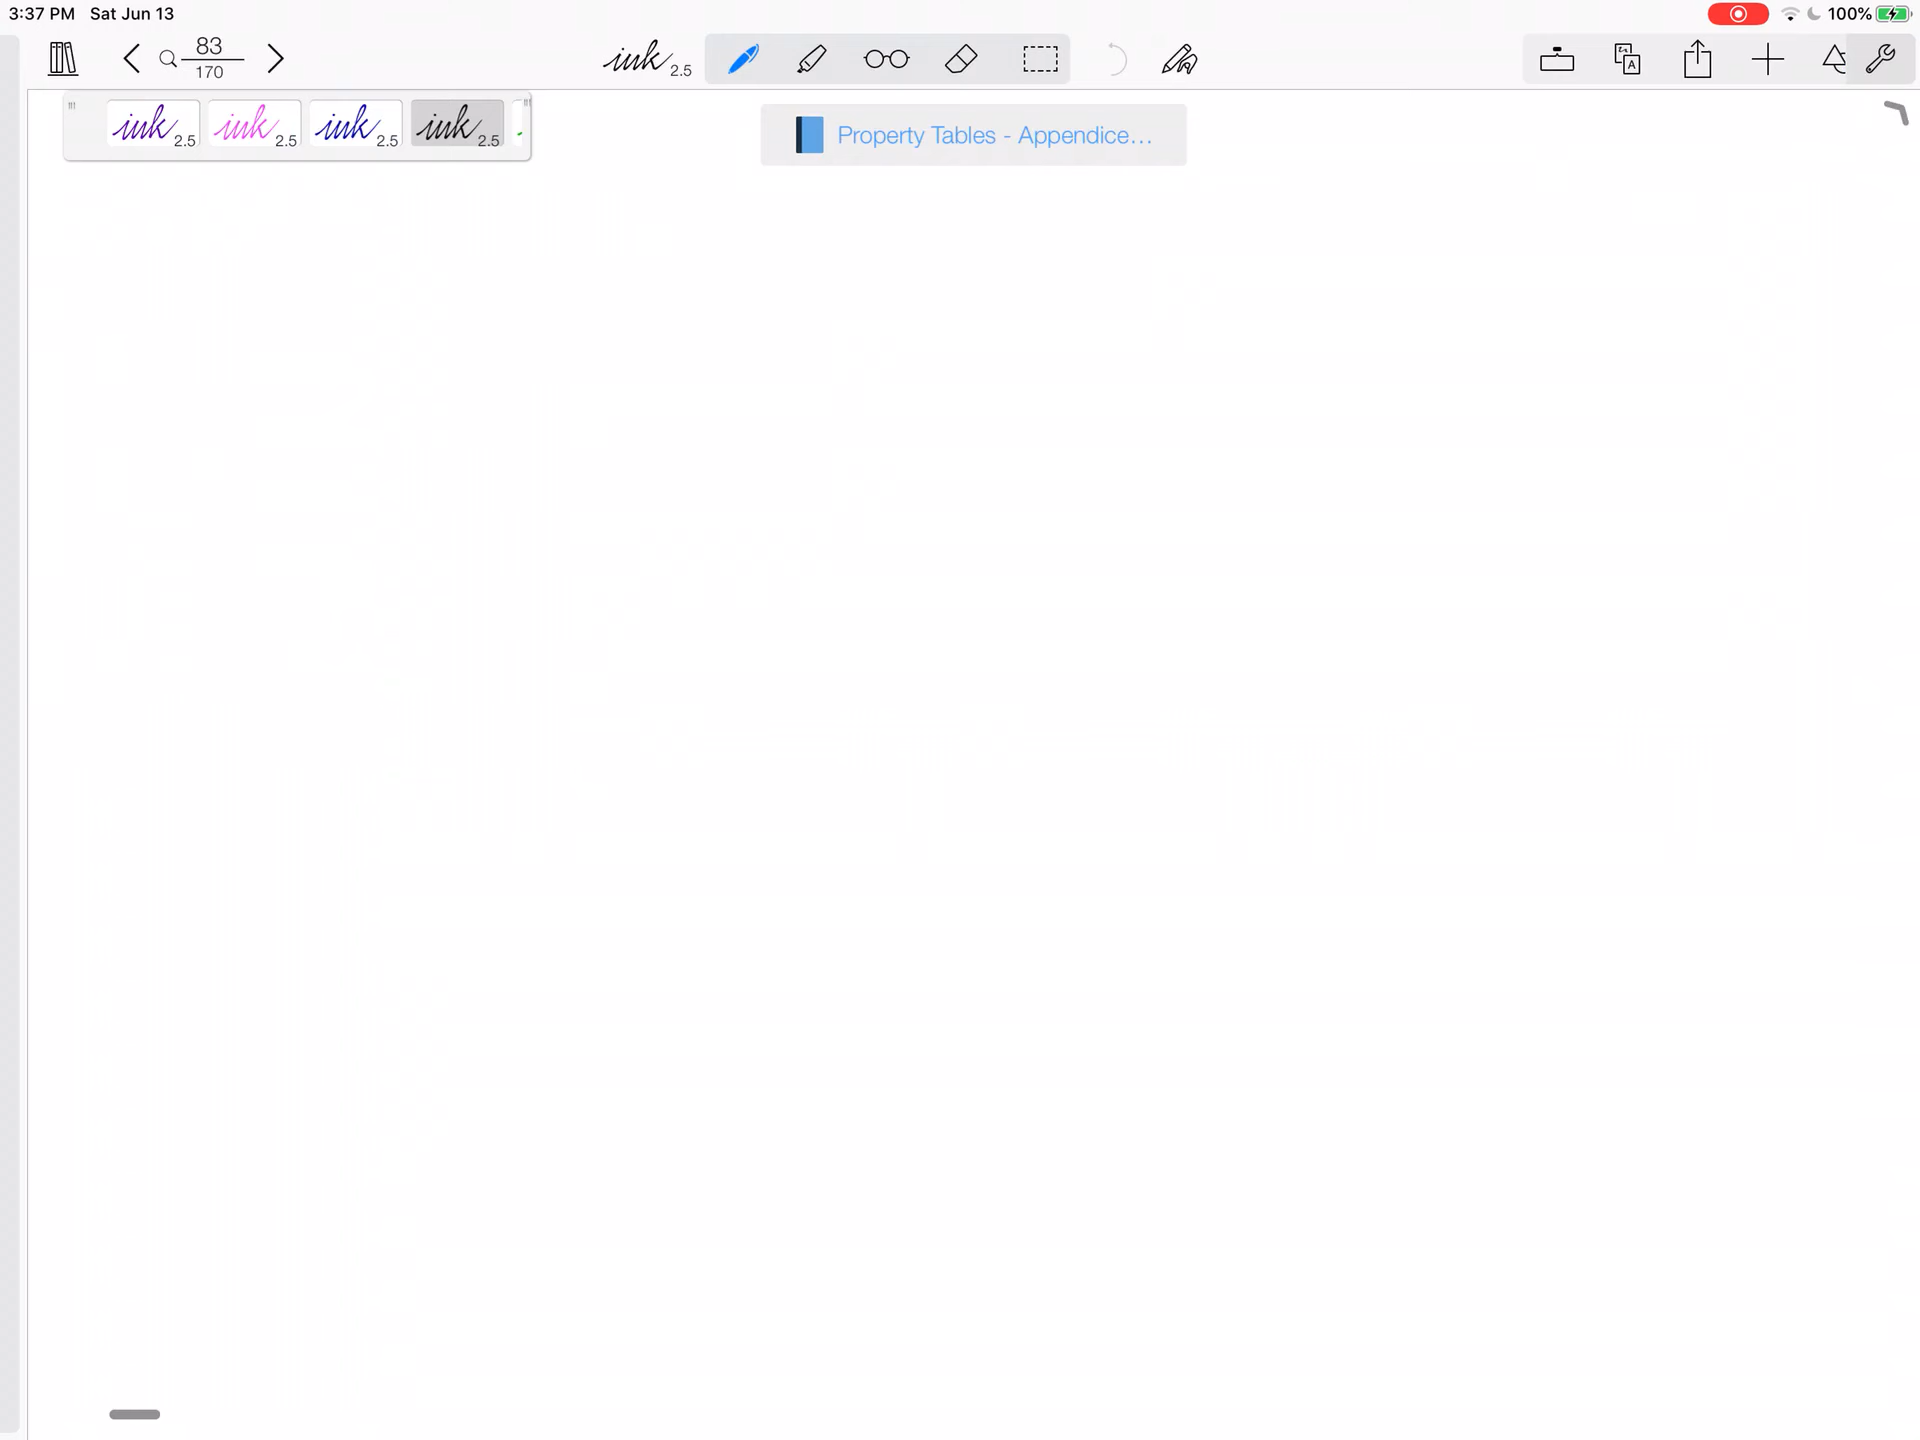 3:37 PM Sat Jun 13
100%
83
170
ink 2.5
A
ink 2.5
ink 2.5
ink 2.5
ink 2.5
Property Tables - Appendice...